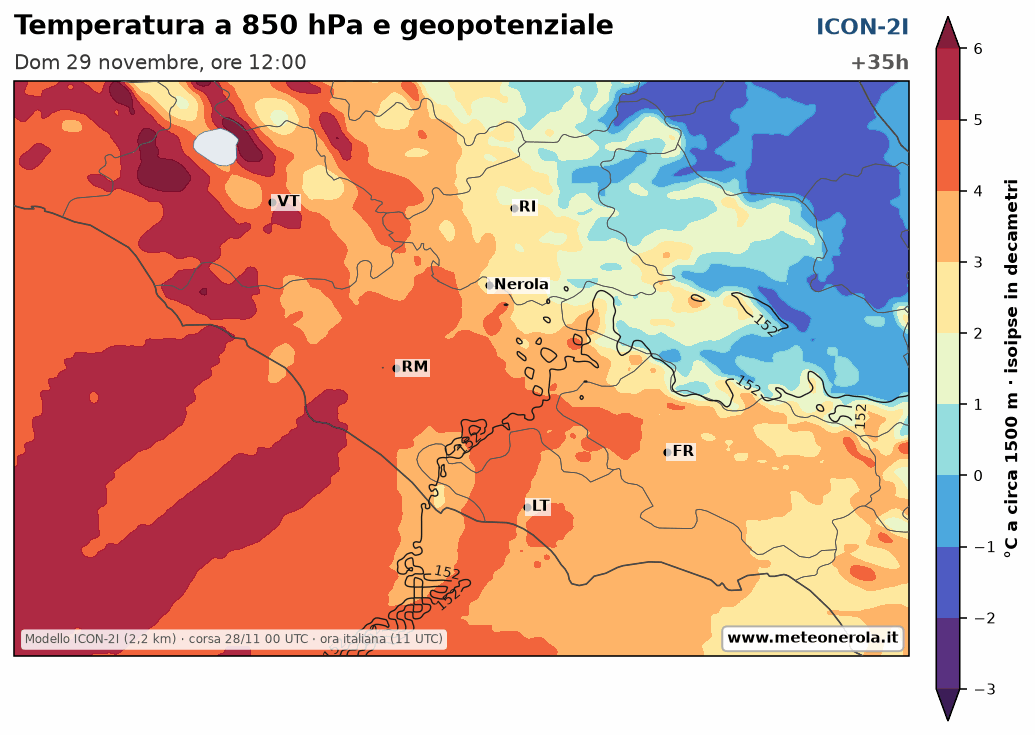 Temperatura a 850 hPa e geopotenziale
ICON-2I
Dom 29 novembre, ore 12:00
+35h
VT
RI
Nerola
152
RM
152
152
FR
LT
152
152
Modello ICON-2I (2,2 km) · corsa 28/11 00 UTC · ora italiana (11 UTC)
www.meteonerola.it
6
5
4
3
2
1
0
−1
−2
−3
°C a circa 1500 m · isoipse in decametri